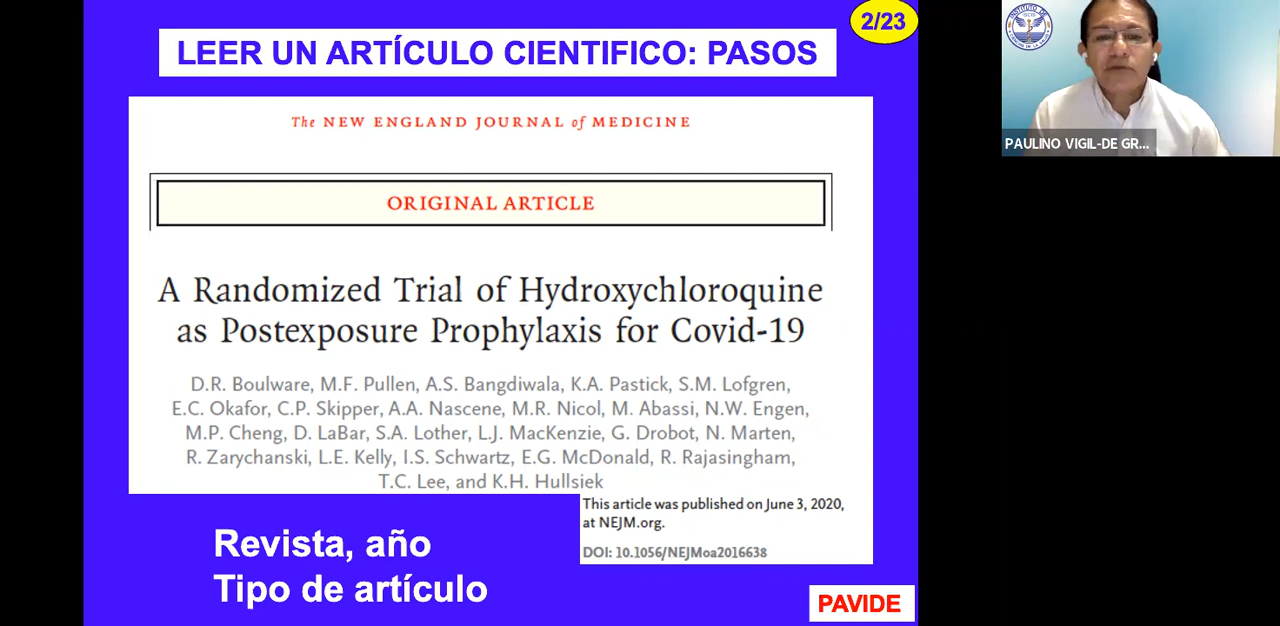 2/23
LEER UN ARTÍCULO CIENTIFICO: PASOS
The NEW ENGLAND JOURNAL of MEDICINE
ORIGINAL ARTICLE
A Randomized Trial of Hydroxychloroquine
as Postexposure Prophylaxis for Covid-19
D.R. Boulware, M.F. Pullen, A.S. Bangdiwala, K.A. Pastick, S.M. Lofgren,
E.C. Okafor, C.P. Skipper, A.A. Nascene, M.R. Nicol, M. Abassi, N.W. Engen,
M.P. Cheng, D. LaBar, S.A. Lother, L.J. MacKenzie, G. Drobot, N. Marten,
R. Zarychanski, L.E. Kelly, I.S. Schwartz, E.G. McDonald, R. Rajasingham,
T.C. Lee, and K.H. Hullsiek
This article was published on June 3, 2020,
at NEJM.org.
DOI: 10.1056/NEJMoa2016638
Revista, año
Tipo de artículo
PAVIDE
INSTITUTO DE
PAULINO VIGIL-DE GR...